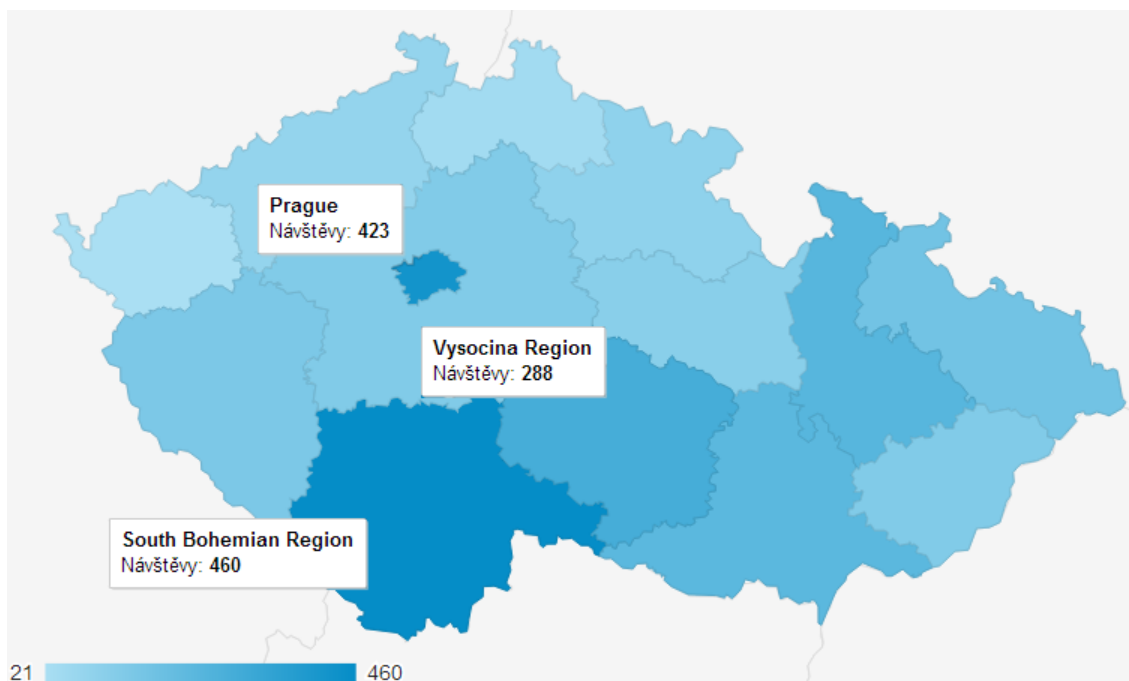 Prague
Návštěvy: 423
Vysocina Region
Návštěvy: 288
South Bohemian Region
Návštěvy: 460
21
460